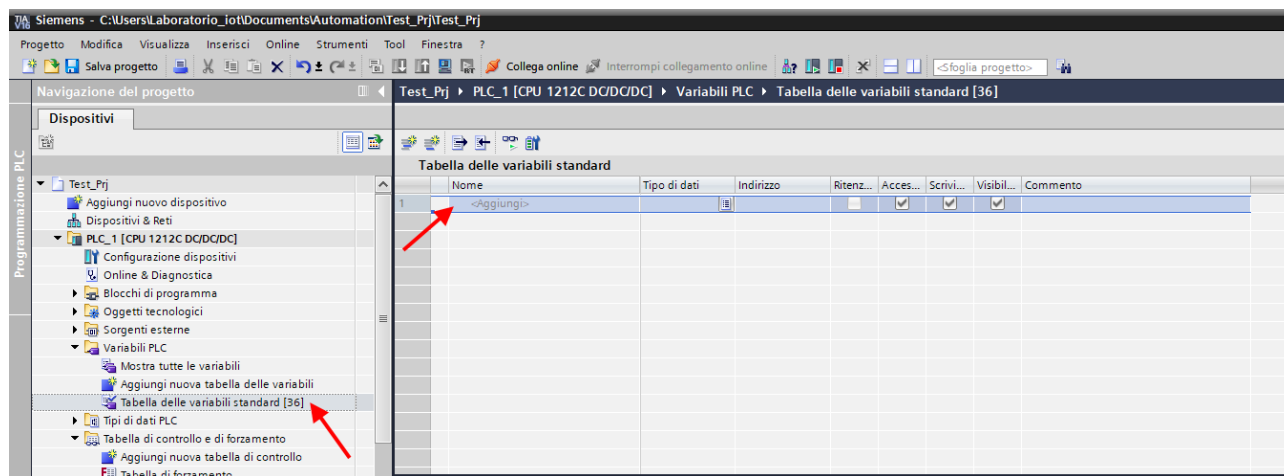 Siemens - C:\Users\Laboratorio_iot\Documents\Automation\Test_Prj\Test_Prj
Progetto Modifica Visualizza Inserisci Online Strumenti Tool Finestra ?
Salva progetto Collega online Interrompi collegamento online <Sfoglia progetto>
Navigazione del progetto
Test_Prj PLC_1 [CPU 1212C DC/DC/DC] Variabili PLC Tabella delle variabili standard [36]
Dispositivi
Programmazione PLC
Tabella delle variabili standard
Nome Tipo di dati Indirizzo Ritenz... Acces... Scrivi... Visibil... Commento
1 <Aggiungi>
Test_Prj
Aggiungi nuovo dispositivo
Dispositivi & Reti
PLC_1 [CPU 1212C DC/DC/DC]
Configurazione dispositivi
Online & Diagnostica
Blocchi di programma
Oggetti tecnologici
Sorgenti esterne
Variabili PLC
Mostra tutte le variabili
Aggiungi nuova tabella delle variabili
Tabella delle variabili standard [36]
Tipi di dati PLC
Tabella di controllo e di forzamento
Aggiungi nuova tabella di controllo
Tabella di forzamento